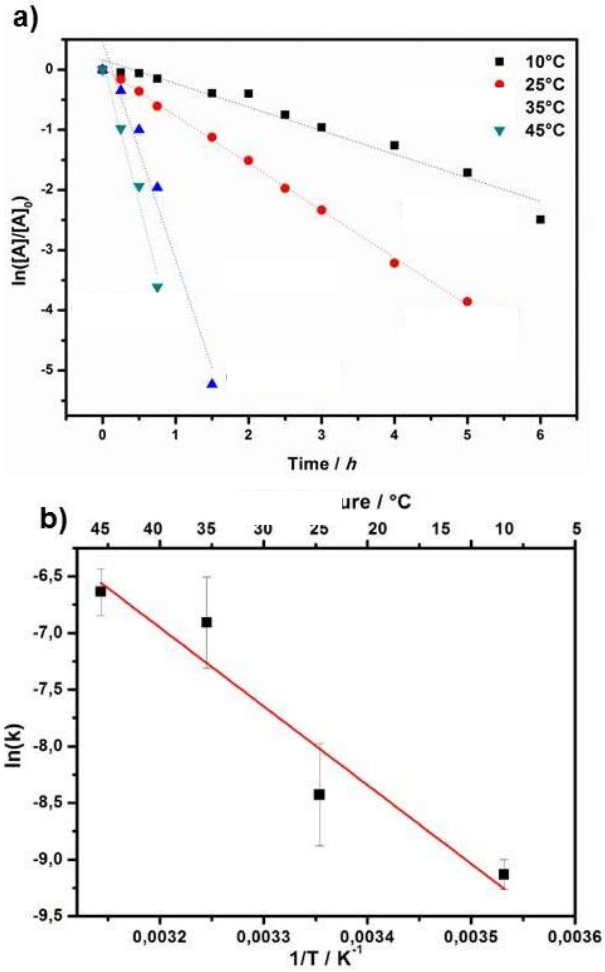 a)
0
-1
-2
-3
-4
-5
ln([A]/[A]₀)
10°C
25°C
35°C
45°C
0 1 2 3 4 5 6
Time / h
b)
ure / °C
45 40 35 30 25 20 15 10 5
-6,5
-7,0
-7,5
-8,0
-8,5
-9,0
-9,5
ln(k)
0,0032 0,0033 0,0034 0,0035 0,0036
1/T / K⁻¹